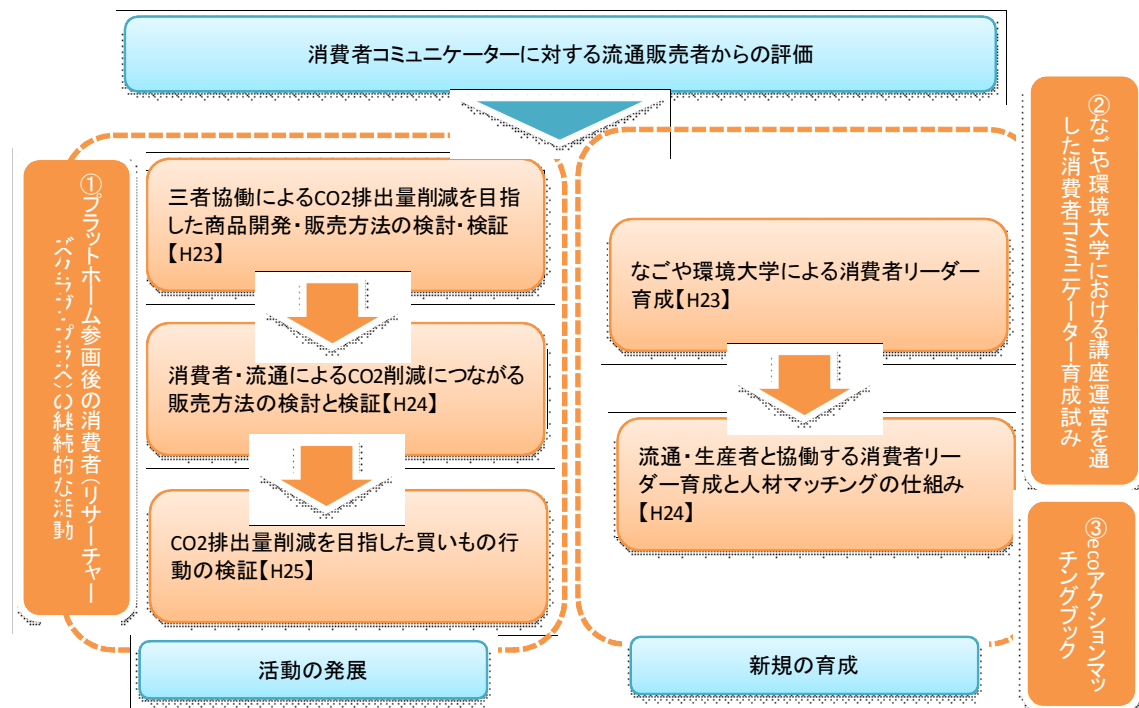 消費者コミュニケーターに対する流通販売者からの評価
①プラットホーム参画後の消費者(リサーチャー
の継続的な活動
三者協働によるCO2排出量削減を目指
した商品開発・販売方法の検討・検証
【H23】
消費者・流通によるCO2削減につながる
販売方法の検討と検証【H24】
CO2排出量削減を目指した買いもの行
動の検証【H25】
活動の発展
なごや環境大学による消費者リーダー
育成【H23】
流通・生産者と協働する消費者リー
ダー育成と人材マッチングの仕組み
【H24】
新規の育成
②なごや環境大学における講座運営を通
した消費者コミュニケーター育成試み
③ecoアクションマッ
チングブック